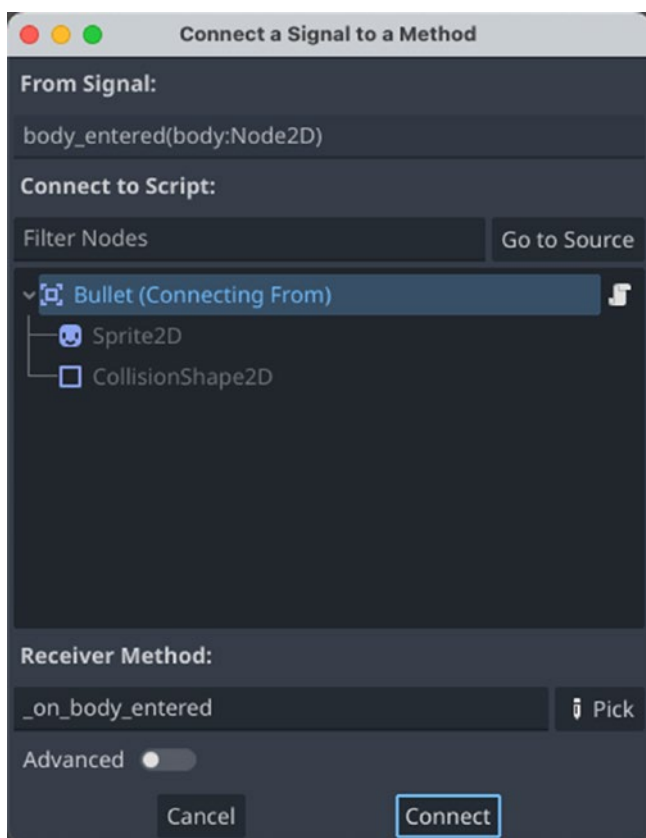 Connect a Signal to a Method
From Signal:
body_entered(body:Node2D)
Connect to Script:
Filter Nodes
Go to Source
Bullet (Connecting From)
Sprite2D
CollisionShape2D
Receiver Method:
_on_body_entered
Pick
Advanced
Cancel
Connect